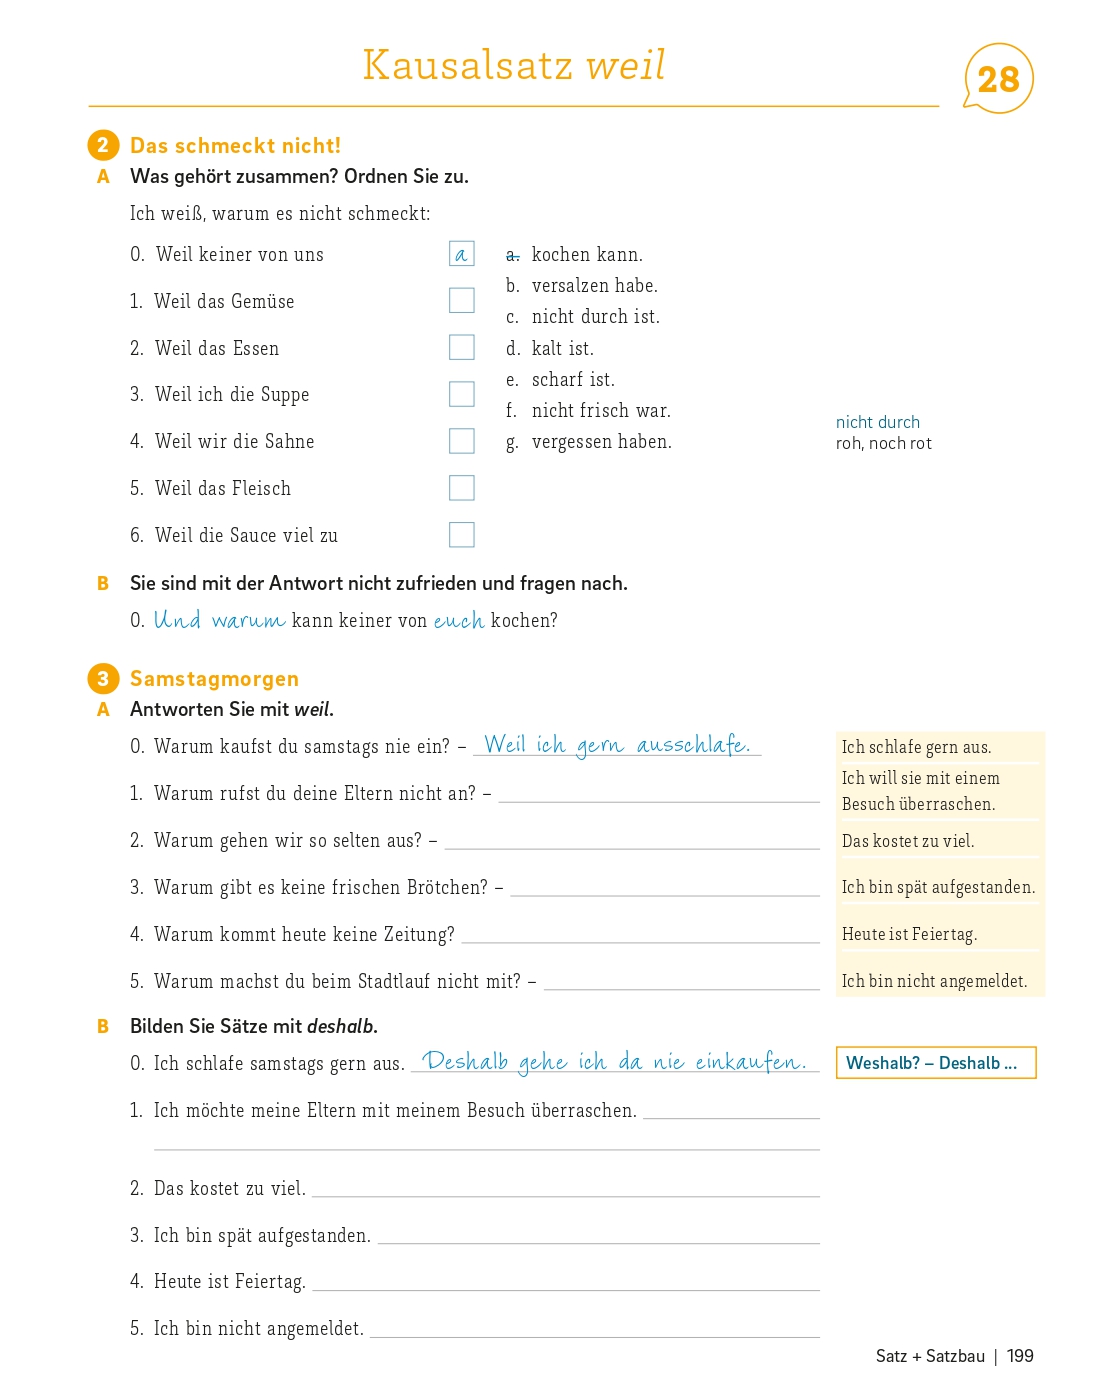 Kausalsatz weil
28
2 Das schmeckt nicht!
A Was gehört zusammen? Ordnen Sie zu.
Ich weiß, warum es nicht schmeckt:
0. Weil keiner von uns
1. Weil das Gemüse
2. Weil das Essen
3. Weil ich die Suppe
4. Weil wir die Sahne
5. Weil das Fleisch
6. Weil die Sauce viel zu
a
a. kochen kann.
b. versalzen habe.
c. nicht durch ist.
d. kalt ist.
e. scharf ist.
f. nicht frisch war.
g. vergessen haben.
nicht durch
roh, noch rot
B Sie sind mit der Antwort nicht zufrieden und fragen nach.
0. Und warum kann keiner von euch kochen?
3 Samstagmorgen
A Antworten Sie mit weil.
0. Warum kaufst du samstags nie ein? – Weil ich gern ausschlafe.
1. Warum rufst du deine Eltern nicht an? –
2. Warum gehen wir so selten aus? –
3. Warum gibt es keine frischen Brötchen? –
4. Warum kommt heute keine Zeitung?
5. Warum machst du beim Stadtlauf nicht mit? –
Ich schlafe gern aus.
Ich will sie mit einem
Besuch überraschen.
Das kostet zu viel.
Ich bin spät aufgestanden.
Heute ist Feiertag.
Ich bin nicht angemeldet.
B Bilden Sie Sätze mit deshalb.
0. Ich schlafe samstags gern aus. Deshalb gehe ich da nie einkaufen.
Weshalb? – Deshalb ...
1. Ich möchte meine Eltern mit meinem Besuch überraschen.
2. Das kostet zu viel.
3. Ich bin spät aufgestanden.
4. Heute ist Feiertag.
5. Ich bin nicht angemeldet.
Satz + Satzbau | 199